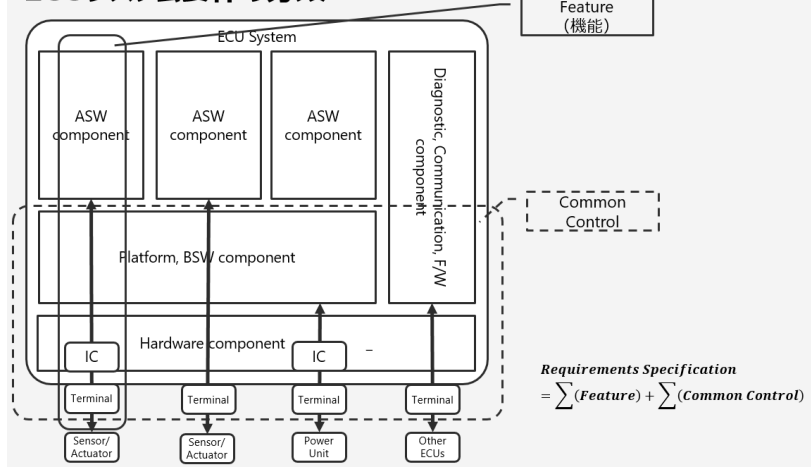 Feature
(機能)
ECU System
ASW
component
ASW
component
ASW
component
Diagnostic, Communication, F/W
component
Common
Control
Platform, BSW component
Hardware component
IC
IC
–
Terminal
Terminal
Terminal
Terminal
Sensor/
Actuator
Sensor/
Actuator
Power
Unit
Other
ECUs
Requirements Specification
= ∑(Feature) + ∑(Common Control)